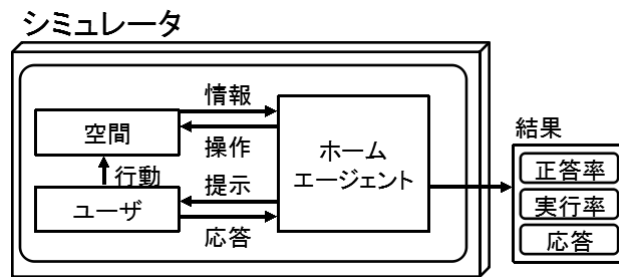 シミュレータ
情報
空間
操作
行動
提示
ユーザ
応答
ホーム
エージェント
結果
正答率
実行率
応答